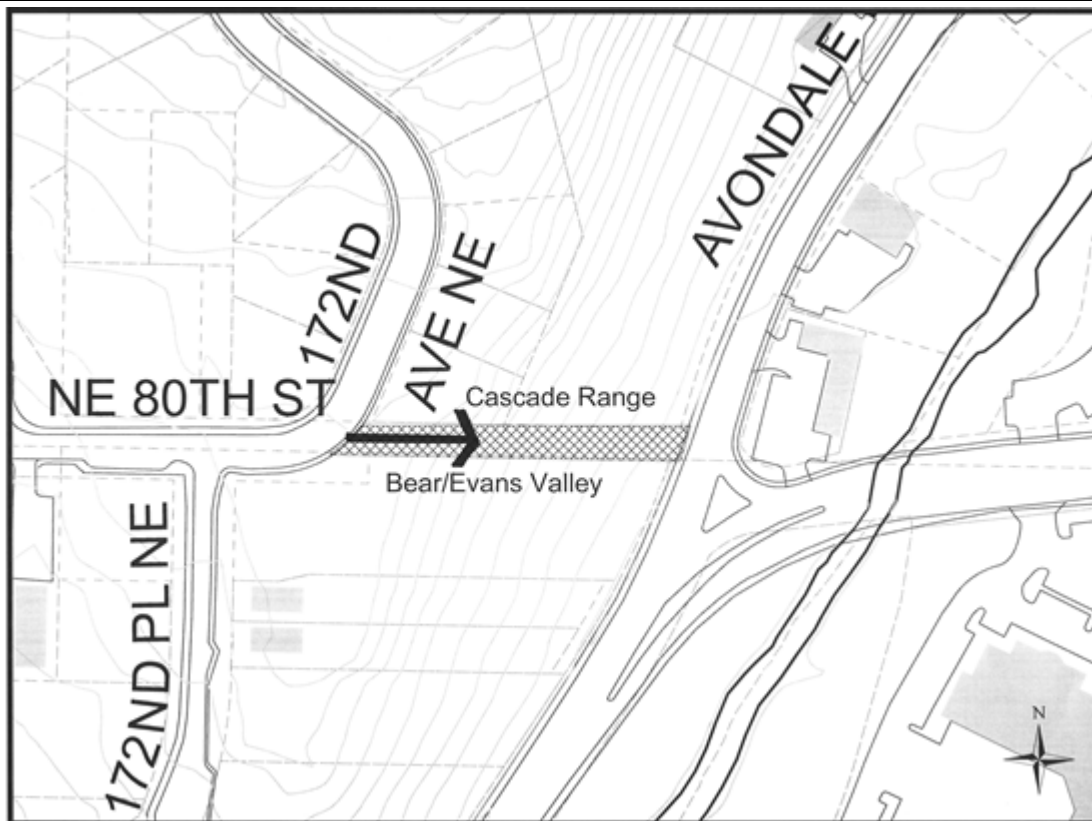 AVONDALE
172ND
AVE NE
NE 80TH ST
Cascade Range
Bear/Evans Valley
172ND PL NE
N